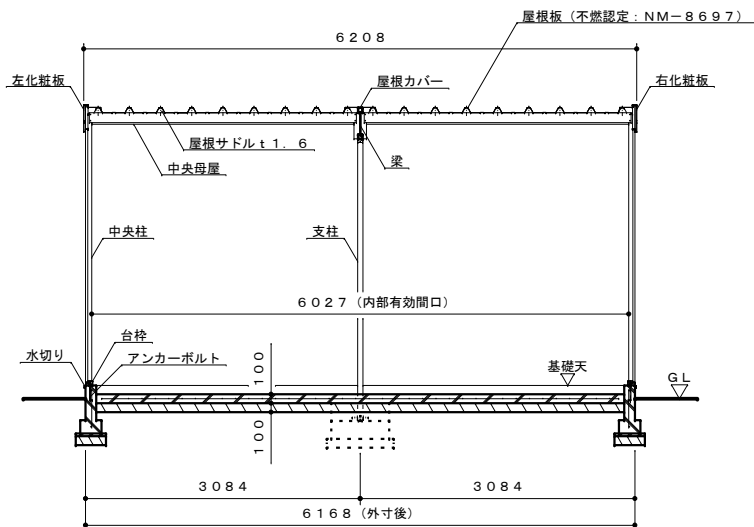 屋根板（不燃認定：ＮＭ－８６９７）
６２０８
左化粧板
屋根カバー
右化粧板
屋根サドルｔ１．６
梁
中央母屋
中央柱
支柱
６０２７（内部有効間口）
台枠
水切り
アンカーボルト
１００
基礎天
ＧＬ
１００
３０８４
３０８４
６１６８（外寸後）